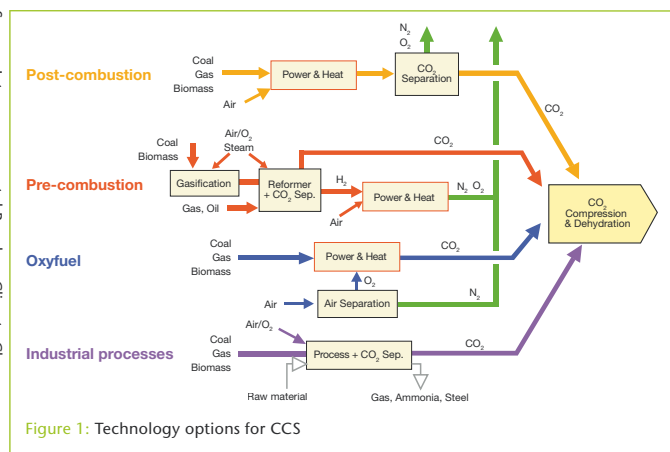 N2
O2
Post-combustion
Coal
Gas
Biomass
Power & Heat
CO2
Separation
Air
CO2
Coal
Biomass
Air/O2
Steam
CO2
Pre-combustion
Gasification
Reformer
+ CO2 Sep.
H2
Power & Heat
N2 O2
Gas, Oil
Air
CO2
Compression
& Dehydration
Oxyfuel
Coal
Gas
Biomass
Power & Heat
CO2
O2
Air
Air Separation
N2
Air/O2
Industrial processes
Coal
Gas
Biomass
Process + CO2 Sep.
CO2
Raw material
Gas, Ammonia, Steel
Figure 1: Technology options for CCS